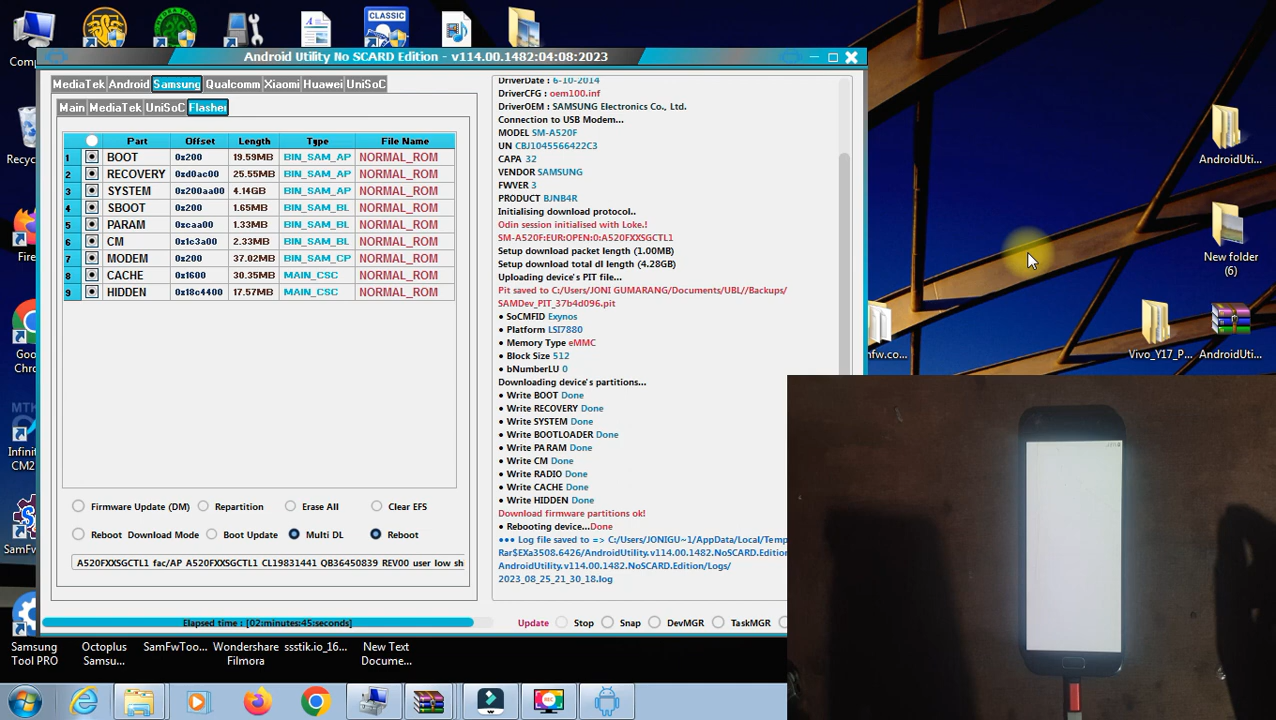 CLASSIC
Android Utility No SCARD Edition - v114.00.1482:04:08:2023
MediaTek Android Samsung Qualcomm Xiaomi Huawei UniSoC
Main MediaTek UniSoC Flasher
Part Offset Length Type File Name
1 BOOT 0x200 19.59MB BIN_SAM_AP NORMAL_ROM
2 RECOVERY 0xd0ac00 25.55MB BIN_SAM_AP NORMAL_ROM
3 SYSTEM 0x200aa00 4.14GB BIN_SAM_AP NORMAL_ROM
4 SBOOT 0x200 1.65MB BIN_SAM_BL NORMAL_ROM
5 PARAM 0xcaa00 1.33MB BIN_SAM_BL NORMAL_ROM
6 CM 0x1c3a00 2.33MB BIN_SAM_BL NORMAL_ROM
7 MODEM 0x200 37.02MB BIN_SAM_CP NORMAL_ROM
8 CACHE 0x1600 30.35MB MAIN_CSC NORMAL_ROM
9 HIDDEN 0x18c4400 17.57MB MAIN_CSC NORMAL_ROM
Firmware Update (DM) Repartition Erase All Clear EFS
Reboot Download Mode Boot Update Multi DL Reboot
A520FXXSGCTL1_fac/AP_A520FXXSGCTL1_CL19831441_QB36450839_REV00_user_low_sh
Elapsed time : [02:minutes:45:seconds]
DriverDate : 6-10-2014
DriverCFG : oem100.inf
DriverOEM : SAMSUNG Electronics Co., Ltd.
Connection to USB Modem...
MODEL SM-A520F
UN CBJ1045566422C3
CAPA 32
VENDOR SAMSUNG
FWVER 3
PRODUCT BJNB4R
Initialising download protocol..
Odin session initialised with Loke.!
SM-A520F:EUR:OPEN:0:A520FXXSGCTL1
Setup download packet length (1.00MB)
Setup download total dl length (4.28GB)
Uploading device's PIT file...
Pit saved to C:/Users/JONI GUMARANG/Documents/UBL//Backups/
SAMDev_PIT_37b4d096.pit
• SoCMFID Exynos
• Platform LSI7880
• Memory Type eMMC
• Block Size 512
• bNumberLU 0
Downloading device's partitions...
• Write BOOT Done
• Write RECOVERY Done
• Write SYSTEM Done
• Write BOOTLOADER Done
• Write PARAM Done
• Write CM Done
• Write RADIO Done
• Write CACHE Done
• Write HIDDEN Done
Download firmware partitions ok!
• Rebooting device...Done
••• Log file saved to => C:/Users/JONIGU~1/AppData/Local/Temp
Rar$EXa3508.6426/AndroidUtility.v114.00.1482.NoSCARD.Edition
AndroidUtility.v114.00.1482.NoSCARD.Edition/Logs/
2023_08_25_21_30_18.log
Update Stop Snap DevMGR TaskMGR
Comp
Recyc
Fire
Goo
Chro
MTK
Infinit
CM2
SamFw
Samsung
Tool PRO
Octoplus
Samsu...
SamFwToo...
Wondershare
Filmora
ssstik.io_16...
New Text
Docume...
AndroidUti...
New folder
(6)
mfw.co...
Vivo_Y17_P...
AndroidUti...
REC